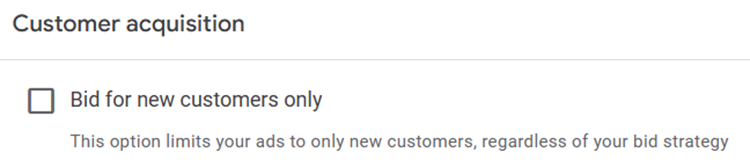 Customer acquisition
Bid for new customers only
This option limits your ads to only new customers, regardless of your bid strategy